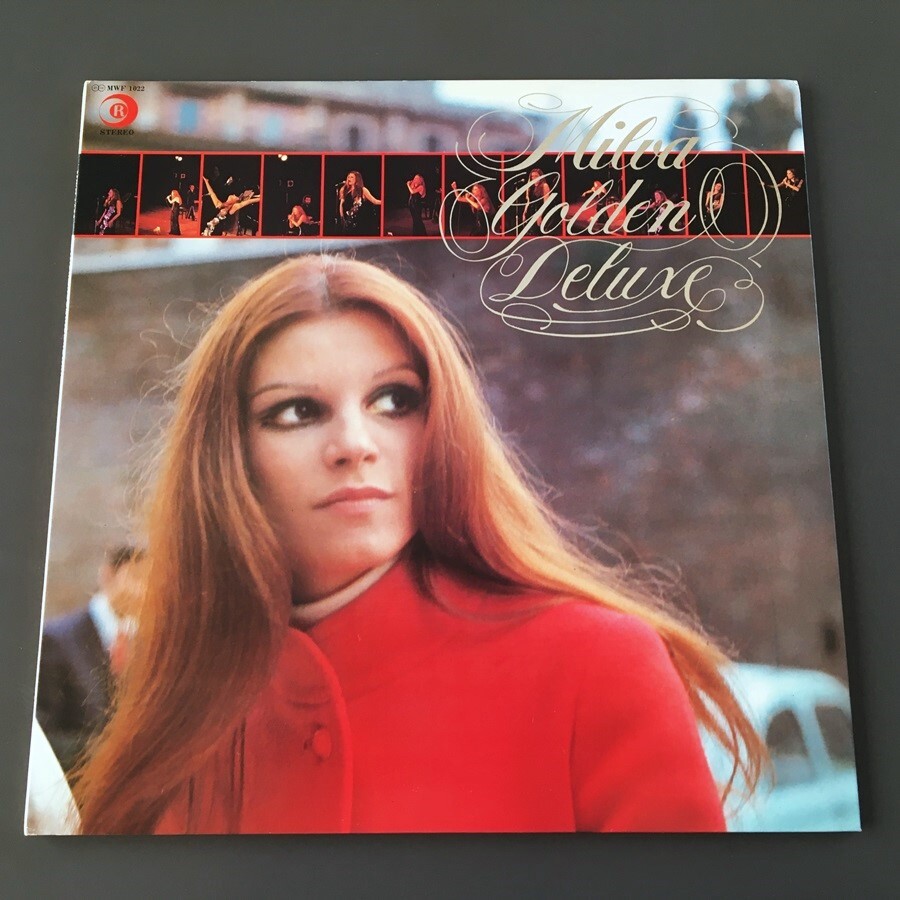 MWF 1022
R
STEREO
Milva
Golden
Deluxe